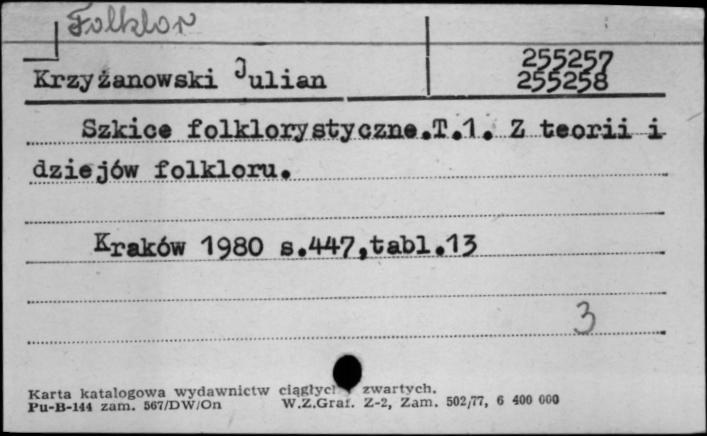 Folklor
255257
Krzyżanowski Julian 255258
Szkice folklorystyczne.T.1. Z teorii i
dziejów folkloru.
Kraków 1980 s.447,tabl.13
3
Karta katalogowa wydawnictw ciągłych i zwartych.
Pu-B-144 zam. 567/DW/On W.Z.Graf. Z-2, Zam. 502/77, 6 400 000